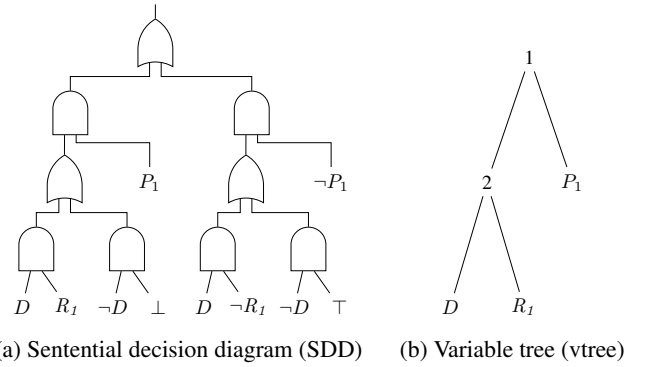 1
2
P₁
P₁
¬P₁
D R₁ ¬D ⊥ D ¬R₁ ¬D ⊤
D R₁
(a) Sentential decision diagram (SDD)
(b) Variable tree (vtree)